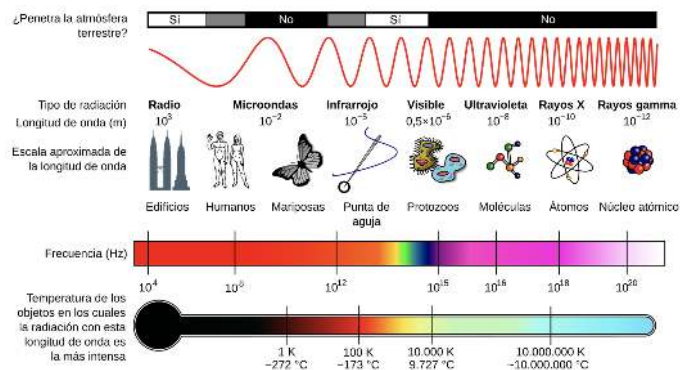 ¿Penetra la atmósfera
terrestre?
Sí No Sí No
Tipo de radiación Radio Microondas Infrarrojo Visible Ultravioleta Rayos X Rayos gamma
Longitud de onda (m) 10³ 10⁻² 10⁻⁵ 0,5×10⁻⁶ 10⁻⁸ 10⁻¹⁰ 10⁻¹²
Escala aproximada de
la longitud de onda
Edificios Humanos Mariposas Punta de Protozoos Moléculas Átomos Núcleo atómico
aguja
Frecuencia (Hz)
10⁴ 10⁸ 10¹² 10¹⁵ 10¹⁶ 10¹⁸ 10²⁰
Temperatura de los
objetos en los cuales
la radiación con esta
longitud de onda es
la más intensa
1 K 100 K 10.000 K 10.000.000 K
−272 °C −173 °C 9.727 °C ~10.000.000 °C